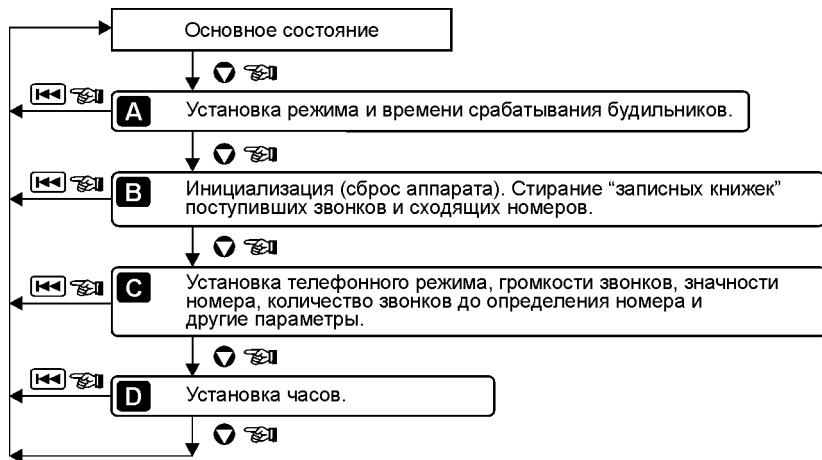 Основное состояние
A
Установка режима и времени срабатывания будильников.
B
Инициализация (сброс аппарата). Стирание “записных книжек”
поступивших звонков и сходящих номеров.
C
Установка телефонного режима, громкости звонков, значности
номера, количество звонков до определения номера и
другие параметры.
D
Установка часов.